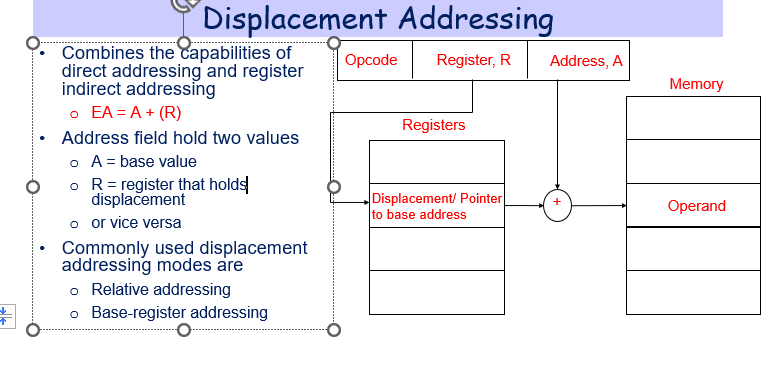 Displacement Addressing
• Combines the capabilities of
direct addressing and register
indirect addressing
o EA = A + (R)
• Address field hold two values
o A = base value
o R = register that holds
displacement
o or vice versa
• Commonly used displacement
addressing modes are
o Relative addressing
o Base-register addressing
Opcode
Register, R
Address, A
Memory
Registers
Displacement/ Pointer
to base address
+
Operand